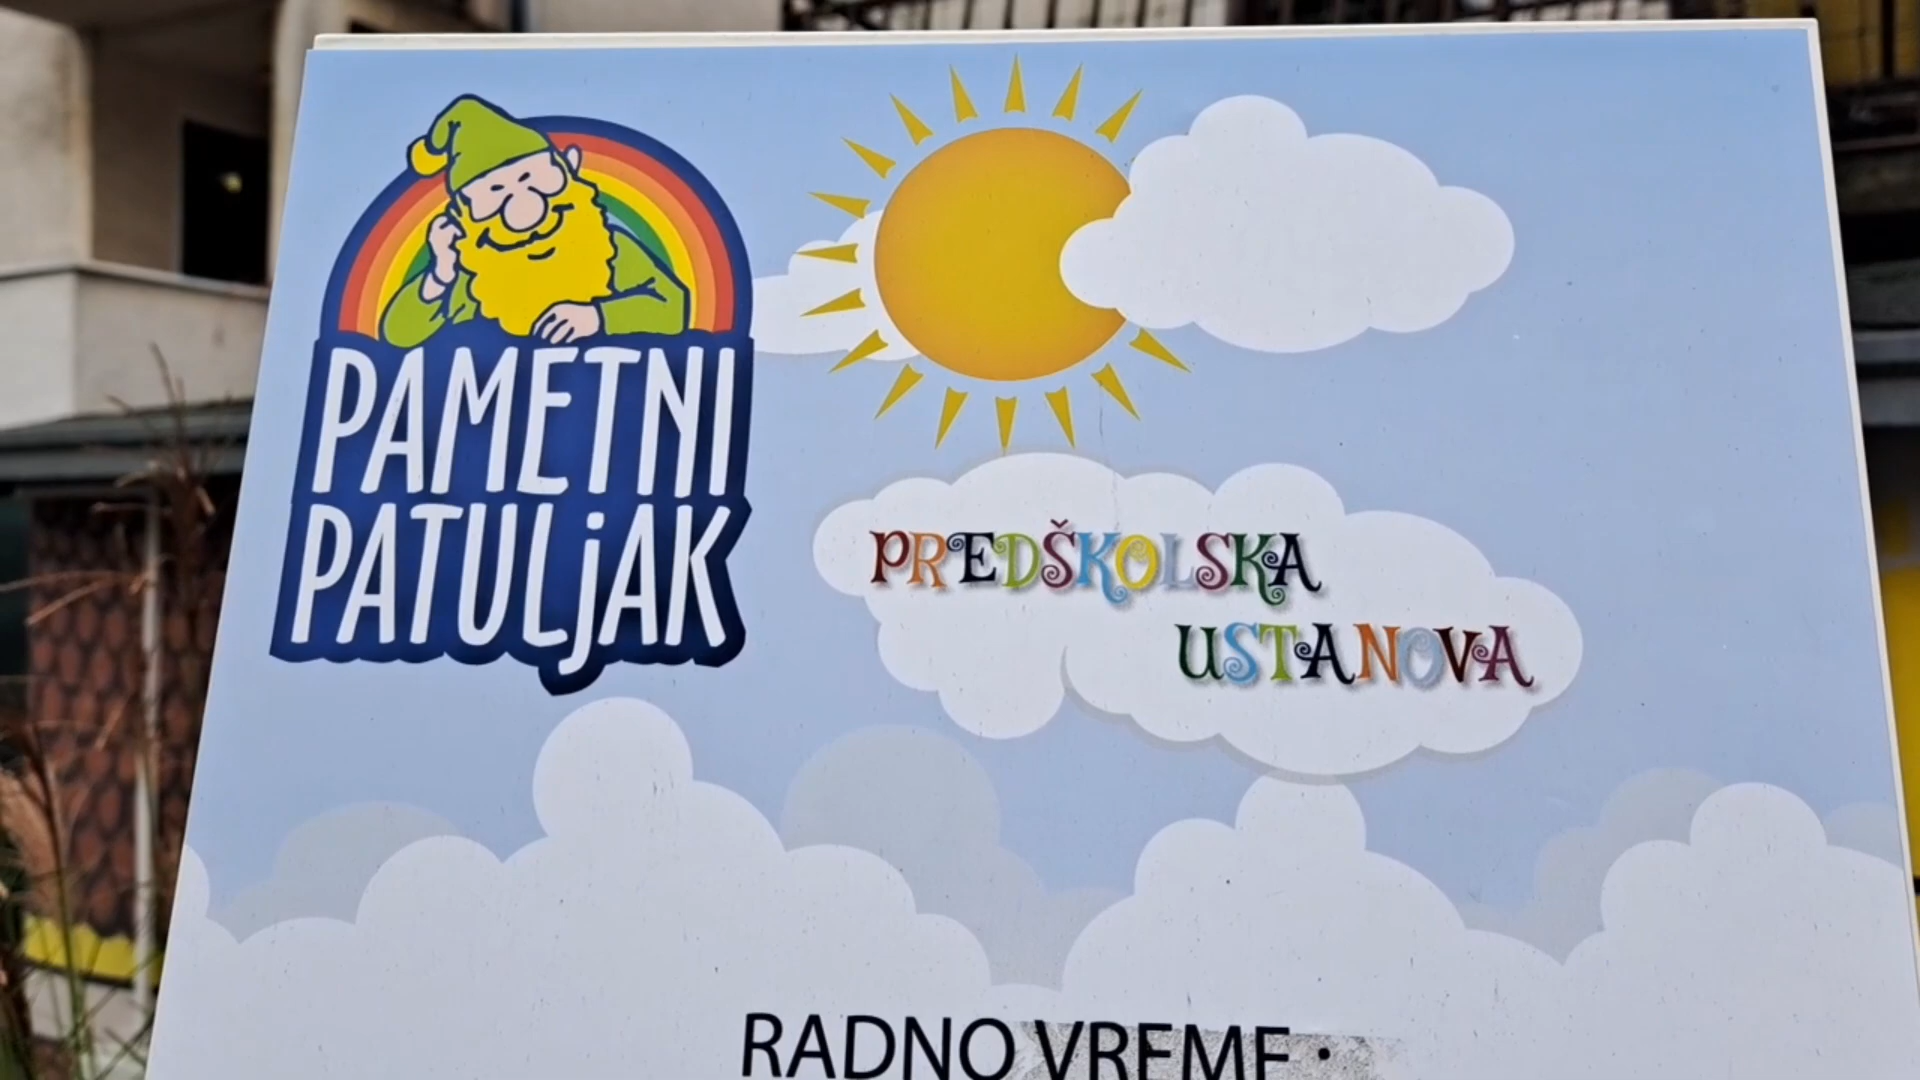 PAMETNI
PATULjAK
PREDŠKOLSKA
USTANOVA
RADNO VREME :